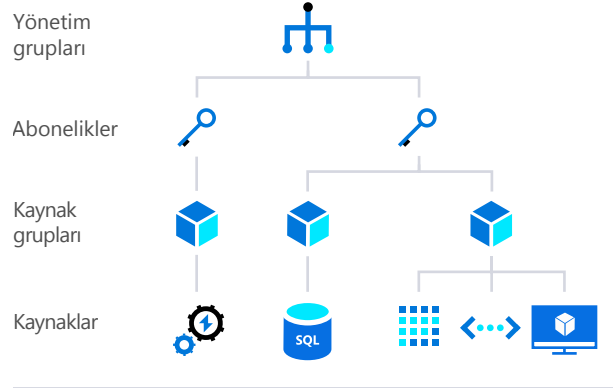 Yönetim
grupları
Abonelikler
Kaynak
grupları
Kaynaklar
SQL